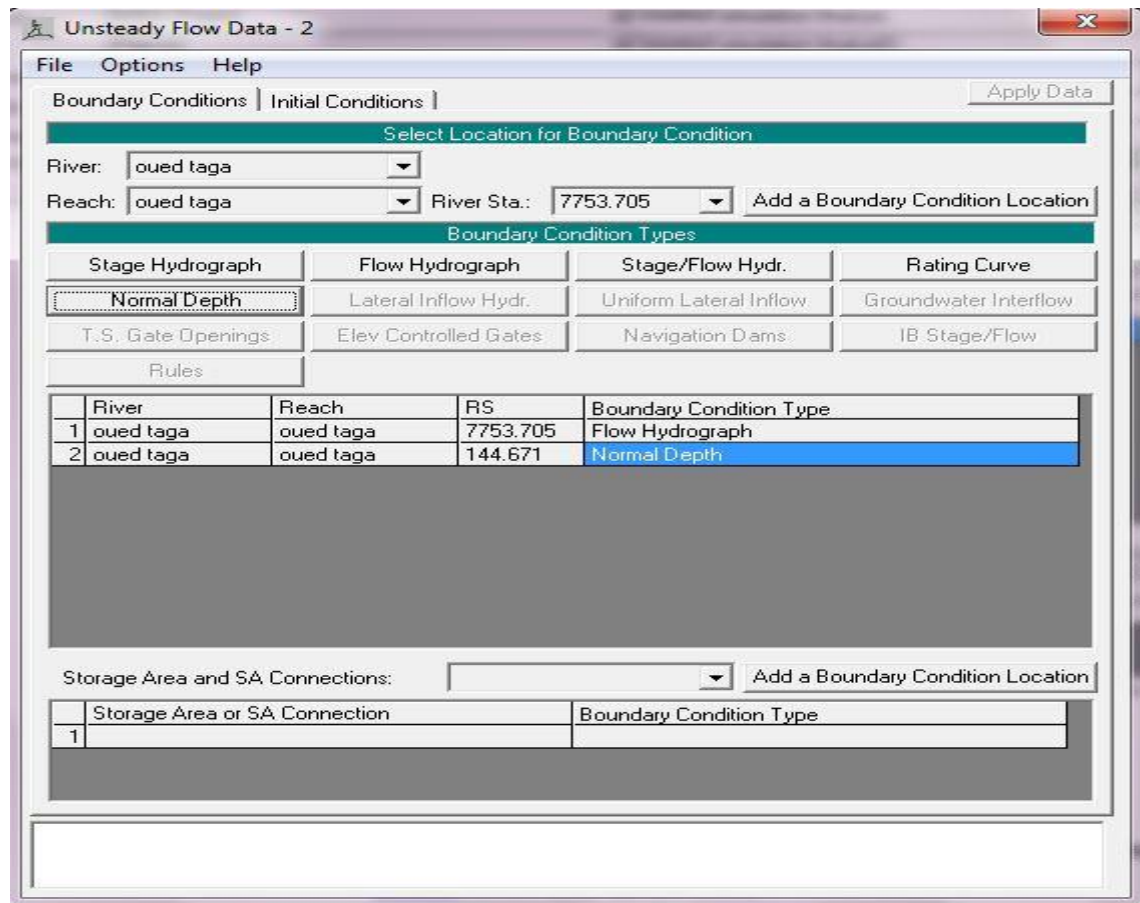 Unsteady Flow Data - 2
File Options Help
Boundary Conditions Initial Conditions Apply Data
Select Location for Boundary Condition
River: oued taga
Reach: oued taga River Sta.: 7753.705 Add a Boundary Condition Location
Boundary Condition Types
Stage Hydrograph Flow Hydrograph Stage/Flow Hydr. Rating Curve
Normal Depth Lateral Inflow Hydr. Uniform Lateral Inflow Groundwater Interflow
T.S. Gate Openings Elev Controlled Gates Navigation Dams IB Stage/Flow
Rules
River Reach RS Boundary Condition Type
1 oued taga oued taga 7753.705 Flow Hydrograph
2 oued taga oued taga 144.671 Normal Depth
Storage Area and SA Connections: Add a Boundary Condition Location
Storage Area or SA Connection Boundary Condition Type
1